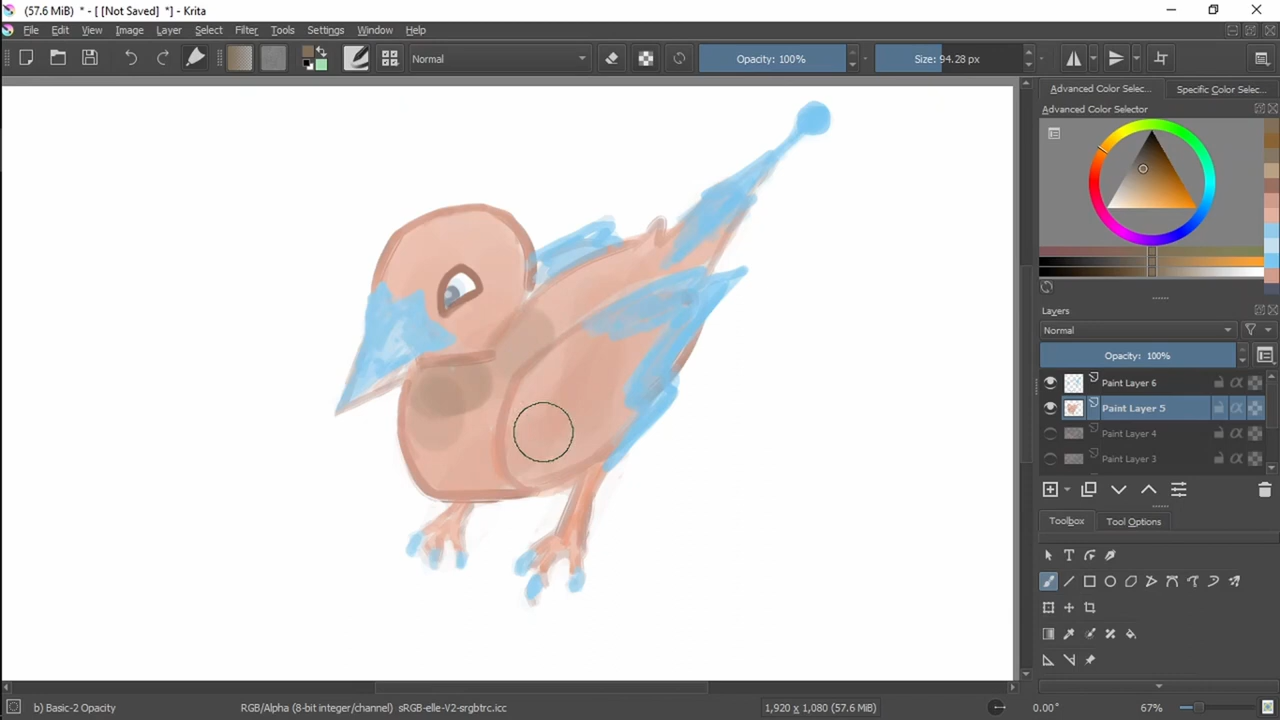 (57.6 MiB) * - [ [Not Saved] *] - Krita
File Edit View Image Layer Select Filter Tools Settings Window Help
Normal Opacity: 100% Size: 94.28 px
Advanced Color Selec... Specific Color Selec...
Advanced Color Selector
Layers
Normal
Opacity: 100%
Paint Layer 6
Paint Layer 5
Paint Layer 4
Paint Layer 3
Toolbox Tool Options
b) Basic-2 Opacity RGB/Alpha (8-bit integer/channel) sRGB-elle-V2-srgbtrc.icc 1,920 x 1,080 (57.6 MiB) 0.00° 67%